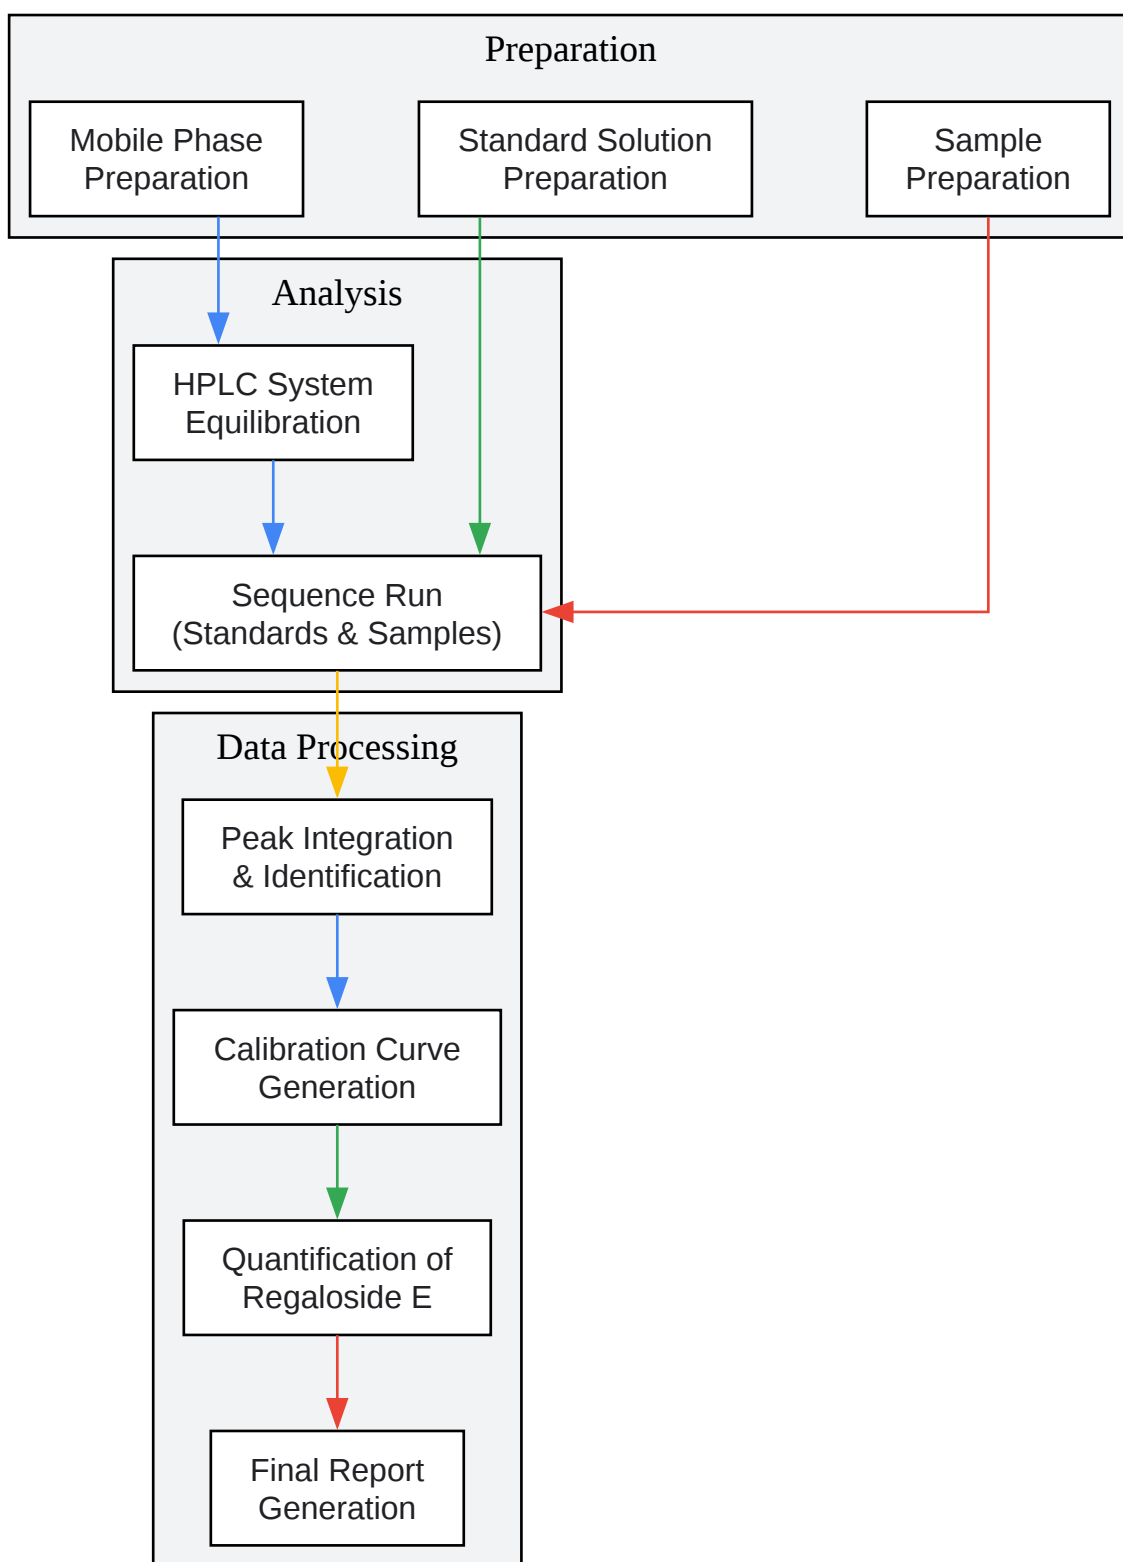 Preparation
Mobile Phase
Preparation
Standard Solution
Preparation
Sample
Preparation
Analysis
HPLC System
Equilibration
Sequence Run
(Standards & Samples)
Data Processing
Peak Integration
& Identification
Calibration Curve
Generation
Quantification of
Regaloside E
Final Report
Generation